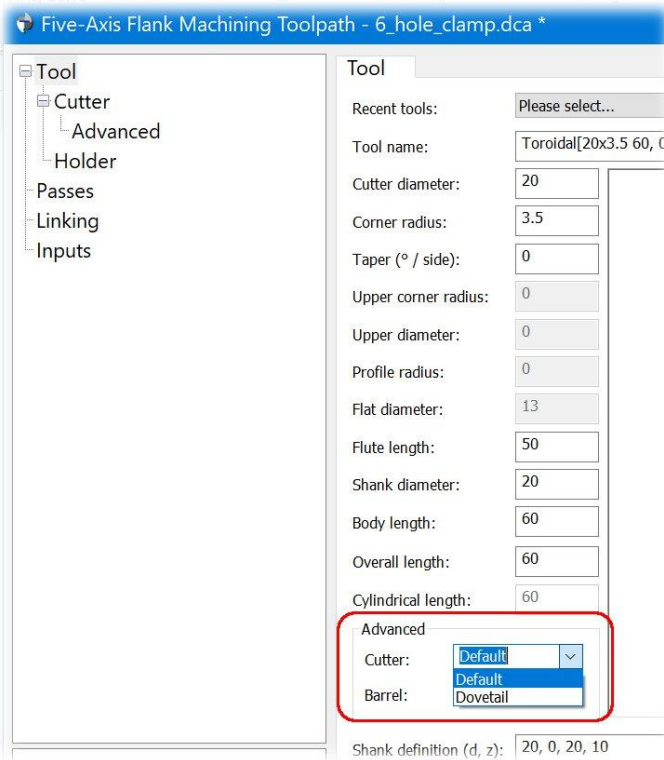 Five-Axis Flank Machining Toolpath - 6_hole_clamp.dca *
Tool
Cutter
Advanced
Holder
Passes
Linking
Inputs
Tool
Recent tools: Please select...
Tool name: Toroidal[20x3.5 60,
Cutter diameter: 20
Corner radius: 3.5
Taper (° / side): 0
Upper corner radius: 0
Upper diameter: 0
Profile radius: 0
Flat diameter: 13
Flute length: 50
Shank diameter: 20
Body length: 60
Overall length: 60
Cylindrical length: 60
Advanced
Cutter: Default
Default
Barrel: Dovetail
Shank definition (d, z): 20, 0, 20, 10